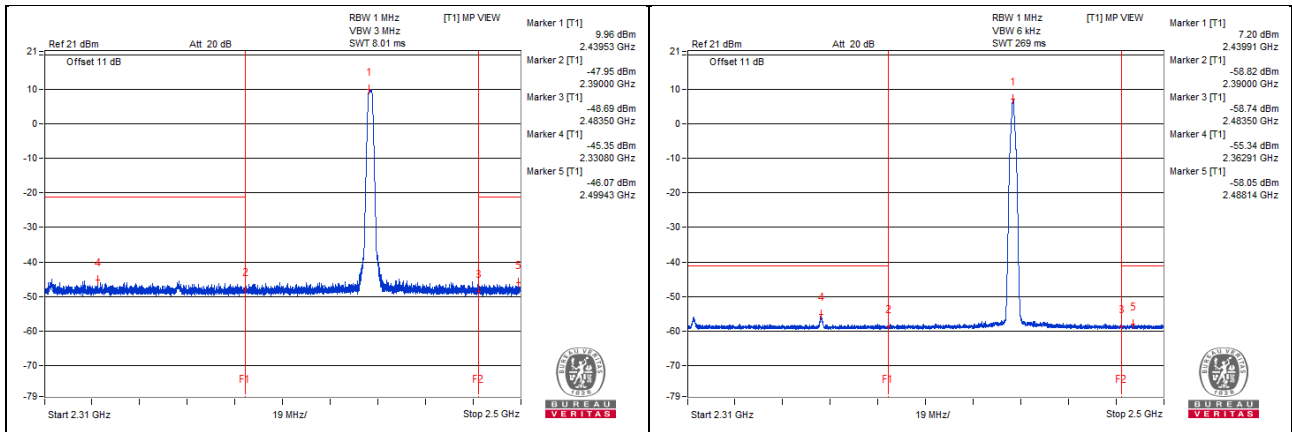 RBW 1 MHz [T1] MP VIEW
VBW 3 MHz
Ref 21 dBm Att 20 dB SWT 8.01 ms
Offset 11 dB
21
10
0
-10
-20
-30
-40
-50
-60
-70
-79
1
4
2
3
5
F1
F2
Start 2.31 GHz 19 MHz/ Stop 2.5 GHz
Marker 1 [T1]
9.96 dBm
2.43953 GHz
Marker 2 [T1]
-47.95 dBm
2.39000 GHz
Marker 3 [T1]
-48.69 dBm
2.48350 GHz
Marker 4 [T1]
-45.35 dBm
2.33080 GHz
Marker 5 [T1]
-46.07 dBm
2.49943 GHz
BUREAU VERITAS
1828
BUREAU
VERITAS
RBW 1 MHz [T1] MP VIEW
VBW 6 kHz
Ref 21 dBm Att 20 dB SWT 269 ms
Offset 11 dB
21
10
0
-10
-20
-30
-40
-50
-60
-70
-79
1
4
2
3
5
F1
F2
Start 2.31 GHz 19 MHz/ Stop 2.5 GHz
Marker 1 [T1]
7.20 dBm
2.43991 GHz
Marker 2 [T1]
-58.82 dBm
2.39000 GHz
Marker 3 [T1]
-58.74 dBm
2.48350 GHz
Marker 4 [T1]
-55.34 dBm
2.36291 GHz
Marker 5 [T1]
-58.05 dBm
2.48814 GHz
BUREAU VERITAS
1828
BUREAU
VERITAS